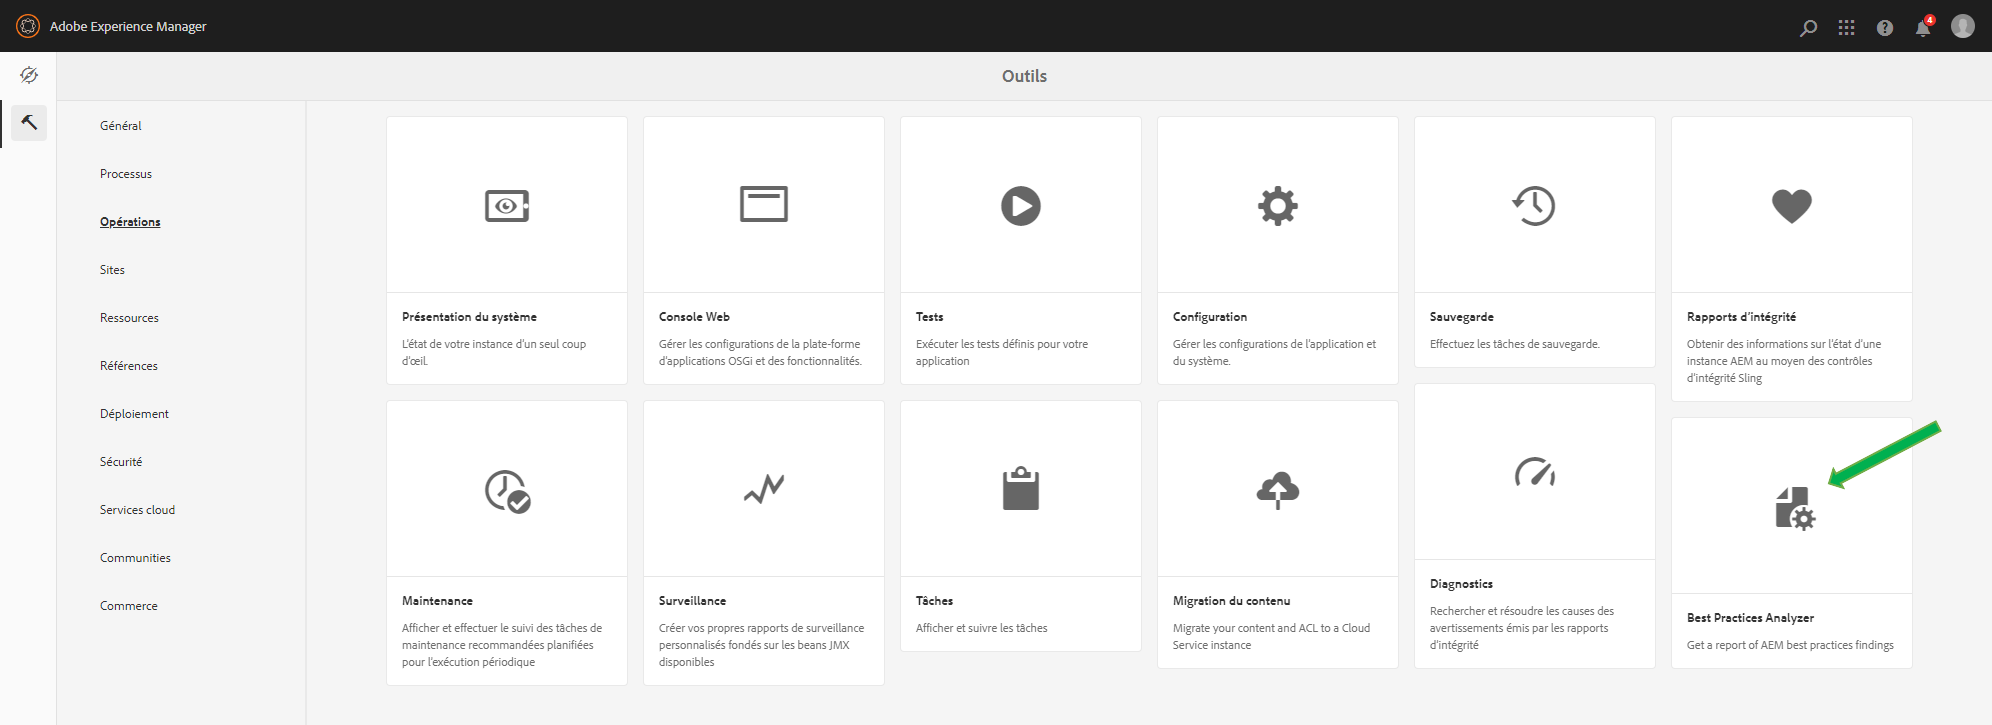 Adobe Experience Manager
4
Outils
Général
Processus
Opérations
Sites
Ressources
Références
Déploiement
Sécurité
Services cloud
Communities
Commerce
Présentation du système
L'état de votre instance d'un seul coup
d'œil.
Console Web
Gérer les configurations de la plate-forme
d'applications OSGi et des fonctionnalités.
Tests
Exécuter les tests définis pour votre
application
Configuration
Gérer les configurations de l'application et
du système.
Sauvegarde
Effectuez les tâches de sauvegarde.
Rapports d'intégrité
Obtenir des informations sur l'état d'une
instance AEM au moyen des contrôles
d'intégrité Sling
Maintenance
Afficher et effectuer le suivi des tâches de
maintenance recommandées planifiées
pour l'exécution périodique
Surveillance
Créer vos propres rapports de surveillance
personnalisés fondés sur les beans JMX
disponibles
Tâches
Afficher et suivre les tâches
Migration du contenu
Migrate your content and ACL to a Cloud
Service instance
Diagnostics
Rechercher et résoudre les causes des
avertissements émis par les rapports
d'intégrité
Best Practices Analyzer
Get a report of AEM best practices findings